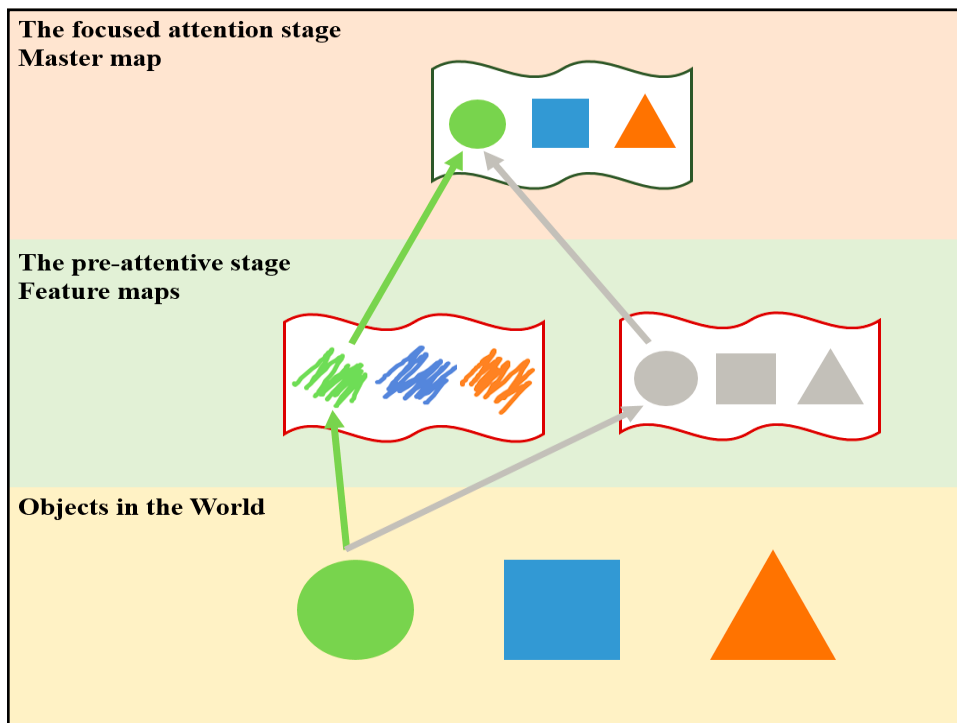 The focused attention stage
Master map
The pre-attentive stage
Feature maps
Objects in the World